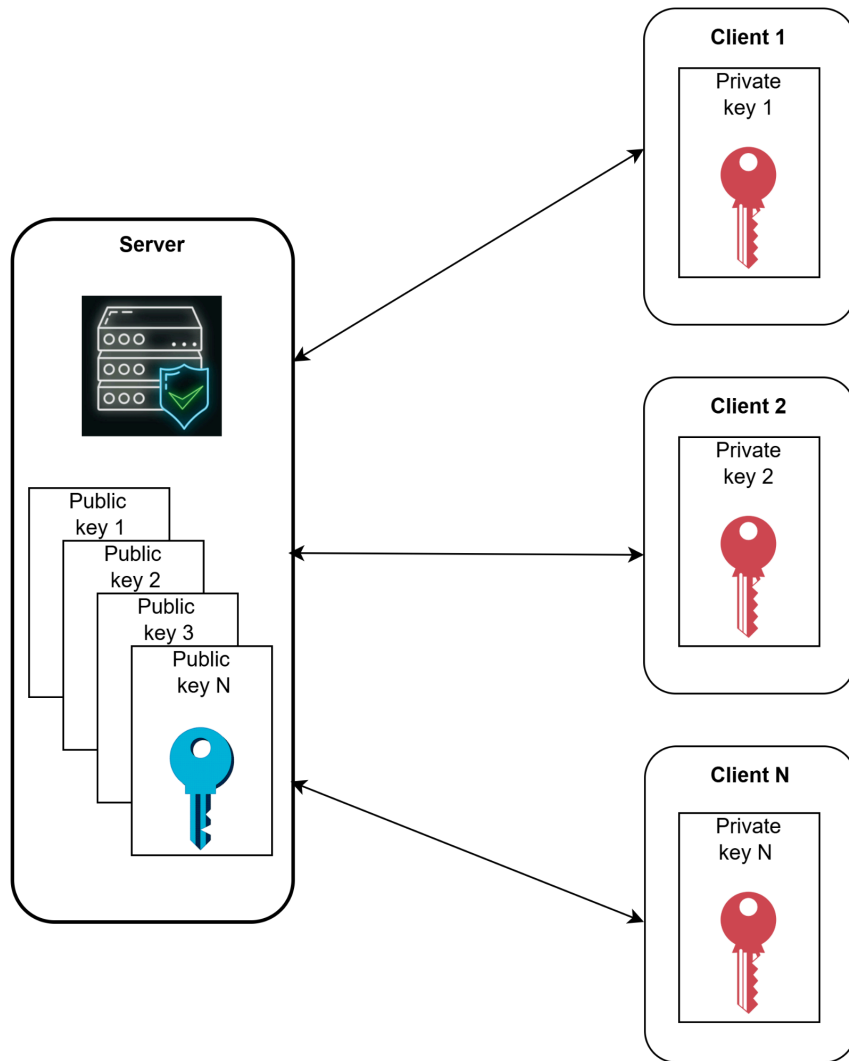 Server
Public
key 1
Public
key 2
Public
key 3
Public
key N
Client 1
Private
key 1
Client 2
Private
key 2
Client N
Private
key N